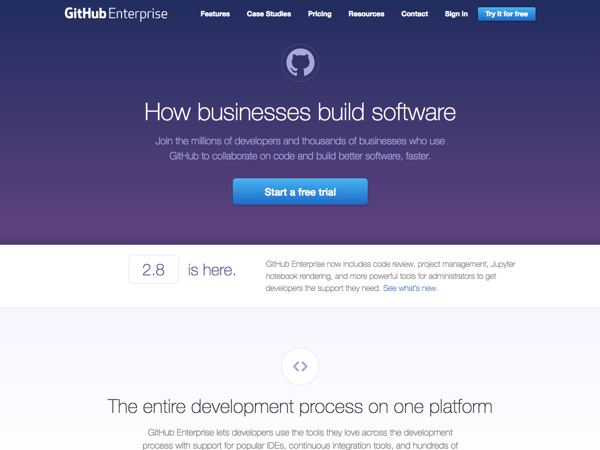 GitHub Enterprise
Features Case Studies Pricing Resources Contact Sign in Try it for free
How businesses build software
Join the millions of developers and thousands of businesses who use
GitHub to collaborate on code and build better software, faster.
Start a free trial
2.8 is here.
GitHub Enterprise now includes code review, project management, Jupyter
notebook rendering, and more powerful tools for administrators to get
developers the support they need. See what's new.
The entire development process on one platform
GitHub Enterprise lets developers use the tools they love across the development
process with support for popular IDEs, continuous integration tools, and hundreds of